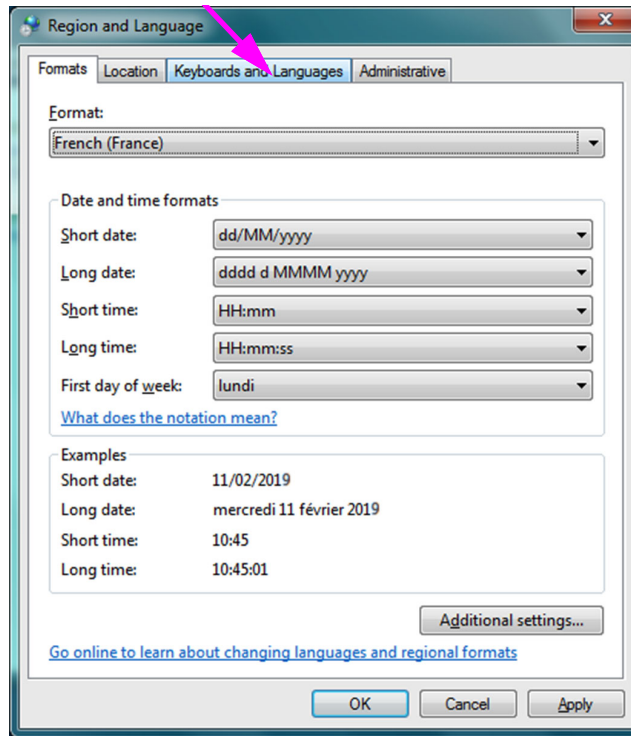 Region and Language
Formats Location Keyboards and Languages Administrative
Format:
French (France)
Date and time formats
Short date: dd/MM/yyyy
Long date: dddd d MMMM yyyy
Short time: HH:mm
Long time: HH:mm:ss
First day of week: lundi
What does the notation mean?
Examples
Short date: 11/02/2019
Long date: mercredi 11 février 2019
Short time: 10:45
Long time: 10:45:01
Additional settings...
Go online to learn about changing languages and regional formats
OK Cancel Apply